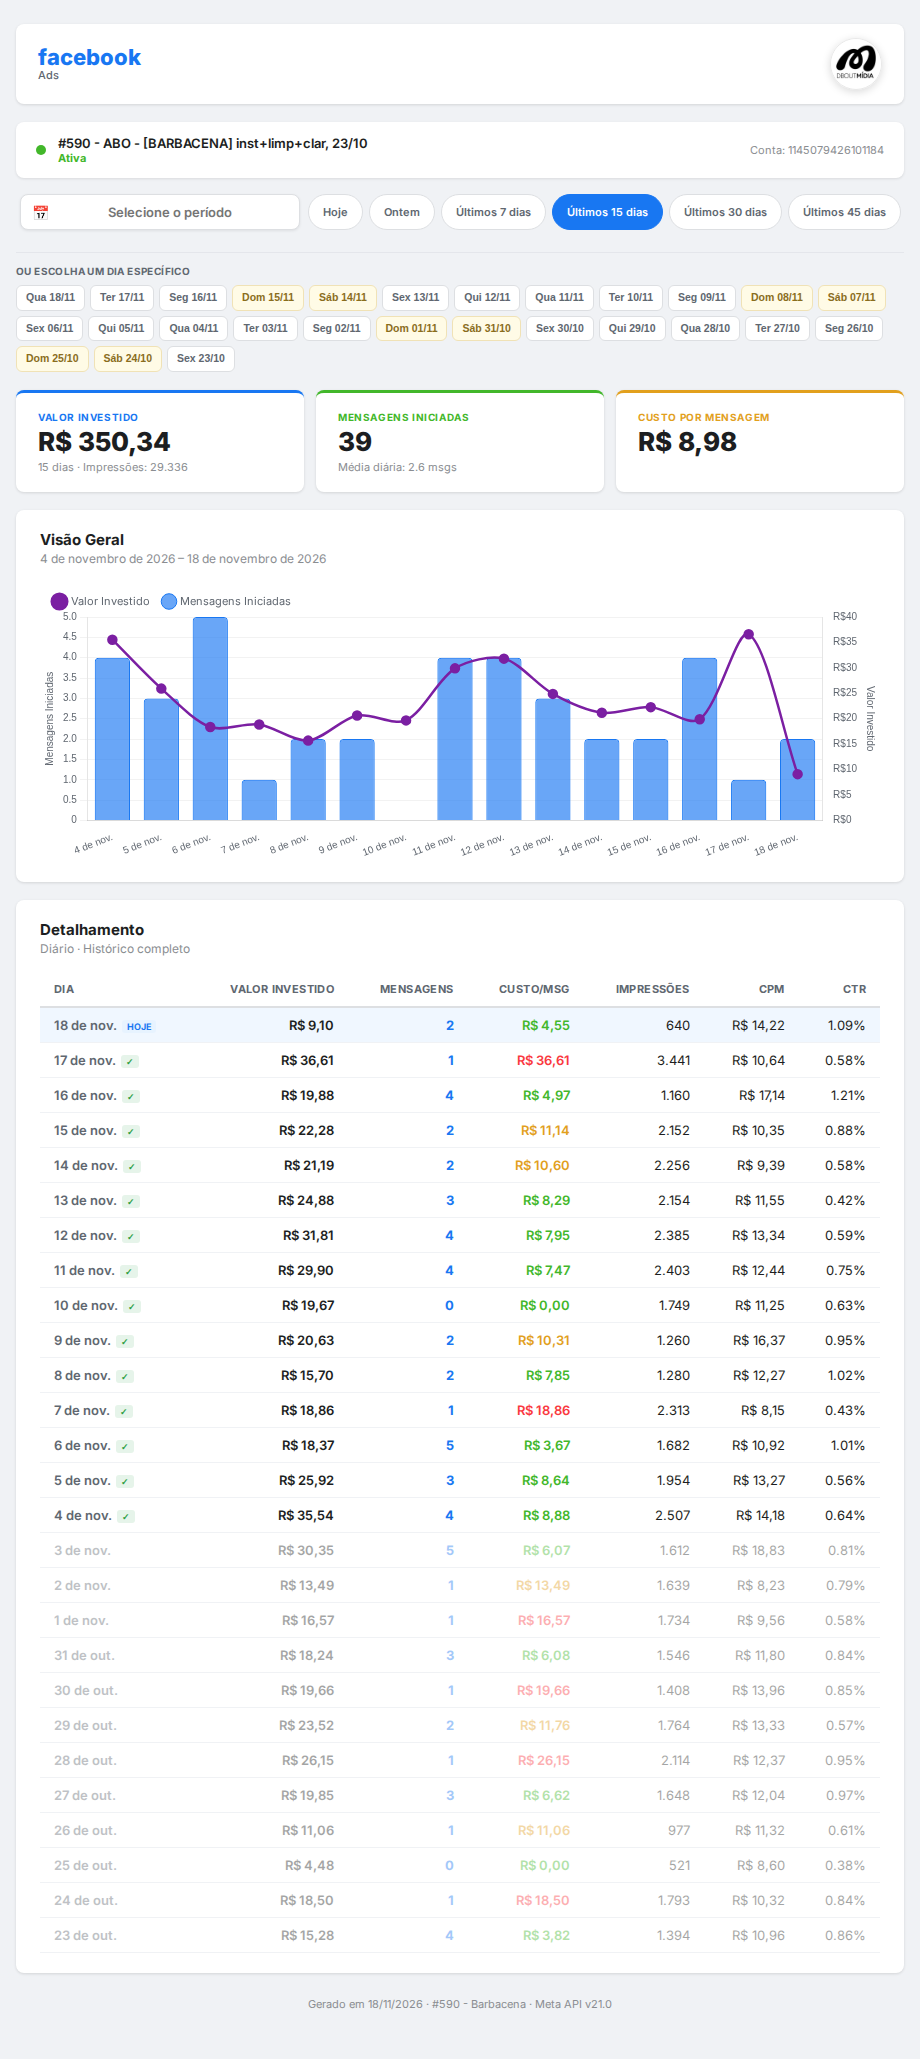 facebook
Ads
DBOUTMÍDIA
#590 - ABO - [BARBACENA] inst+limp+clar, 23/10
Ativa
Conta: 1145079426101184
📅 Selecione o período
Hoje
Ontem
Últimos 7 dias
Últimos 15 dias
Últimos 30 dias
Últimos 45 dias
OU ESCOLHA UM DIA ESPECÍFICO
Qua 18/11 Ter 17/11 Seg 16/11 Dom 15/11 Sáb 14/11 Sex 13/11 Qui 12/11 Qua 11/11 Ter 10/11 Seg 09/11 Dom 08/11 Sáb 07/11
Sex 06/11 Qui 05/11 Qua 04/11 Ter 03/11 Seg 02/11 Dom 01/11 Sáb 31/10 Sex 30/10 Qui 29/10 Qua 28/10 Ter 27/10 Seg 26/10
Dom 25/10 Sáb 24/10 Sex 23/10
VALOR INVESTIDO
R$ 350,34
15 dias · Impressões: 29.336
MENSAGENS INICIADAS
39
Média diária: 2.6 msgs
CUSTO POR MENSAGEM
R$ 8,98
Visão Geral
4 de novembro de 2026 – 18 de novembro de 2026
Valor Investido Mensagens Iniciadas
Mensagens Iniciadas
5.0
4.5
4.0
3.5
3.0
2.5
2.0
1.5
1.0
0.5
0
R$40
R$35
R$30
R$25
R$20
R$15
R$10
R$5
R$0
Valor Investido
4 de nov. 5 de nov. 6 de nov. 7 de nov. 8 de nov. 9 de nov. 10 de nov. 11 de nov. 12 de nov. 13 de nov. 14 de nov. 15 de nov. 16 de nov. 17 de nov. 18 de nov.
Detalhamento
Diário · Histórico completo
DIA VALOR INVESTIDO MENSAGENS CUSTO/MSG IMPRESSÕES CPM CTR
18 de nov. HOJE R$ 9,10 2 R$ 4,55 640 R$ 14,22 1.09%
17 de nov. ✓ R$ 36,61 1 R$ 36,61 3.441 R$ 10,64 0.58%
16 de nov. ✓ R$ 19,88 4 R$ 4,97 1.160 R$ 17,14 1.21%
15 de nov. ✓ R$ 22,28 2 R$ 11,14 2.152 R$ 10,35 0.88%
14 de nov. ✓ R$ 21,19 2 R$ 10,60 2.256 R$ 9,39 0.58%
13 de nov. ✓ R$ 24,88 3 R$ 8,29 2.154 R$ 11,55 0.42%
12 de nov. ✓ R$ 31,81 4 R$ 7,95 2.385 R$ 13,34 0.59%
11 de nov. ✓ R$ 29,90 4 R$ 7,47 2.403 R$ 12,44 0.75%
10 de nov. ✓ R$ 19,67 0 R$ 0,00 1.749 R$ 11,25 0.63%
9 de nov. ✓ R$ 20,63 2 R$ 10,31 1.260 R$ 16,37 0.95%
8 de nov. ✓ R$ 15,70 2 R$ 7,85 1.280 R$ 12,27 1.02%
7 de nov. ✓ R$ 18,86 1 R$ 18,86 2.313 R$ 8,15 0.43%
6 de nov. ✓ R$ 18,37 5 R$ 3,67 1.682 R$ 10,92 1.01%
5 de nov. ✓ R$ 25,92 3 R$ 8,64 1.954 R$ 13,27 0.56%
4 de nov. ✓ R$ 35,54 4 R$ 8,88 2.507 R$ 14,18 0.64%
3 de nov. R$ 30,35 5 R$ 6,07 1.612 R$ 18,83 0.81%
2 de nov. R$ 13,49 1 R$ 13,49 1.639 R$ 8,23 0.79%
1 de nov. R$ 16,57 1 R$ 16,57 1.734 R$ 9,56 0.58%
31 de out. R$ 18,24 3 R$ 6,08 1.546 R$ 11,80 0.84%
30 de out. R$ 19,66 1 R$ 19,66 1.408 R$ 13,96 0.85%
29 de out. R$ 23,52 2 R$ 11,76 1.764 R$ 13,33 0.57%
28 de out. R$ 26,15 1 R$ 26,15 2.114 R$ 12,37 0.95%
27 de out. R$ 19,85 3 R$ 6,62 1.648 R$ 12,04 0.97%
26 de out. R$ 11,06 1 R$ 11,06 977 R$ 11,32 0.61%
25 de out. R$ 4,48 0 R$ 0,00 521 R$ 8,60 0.38%
24 de out. R$ 18,50 1 R$ 18,50 1.793 R$ 10,32 0.84%
23 de out. R$ 15,28 4 R$ 3,82 1.394 R$ 10,96 0.86%
Gerado em 18/11/2026 · #590 - Barbacena · Meta API v21.0